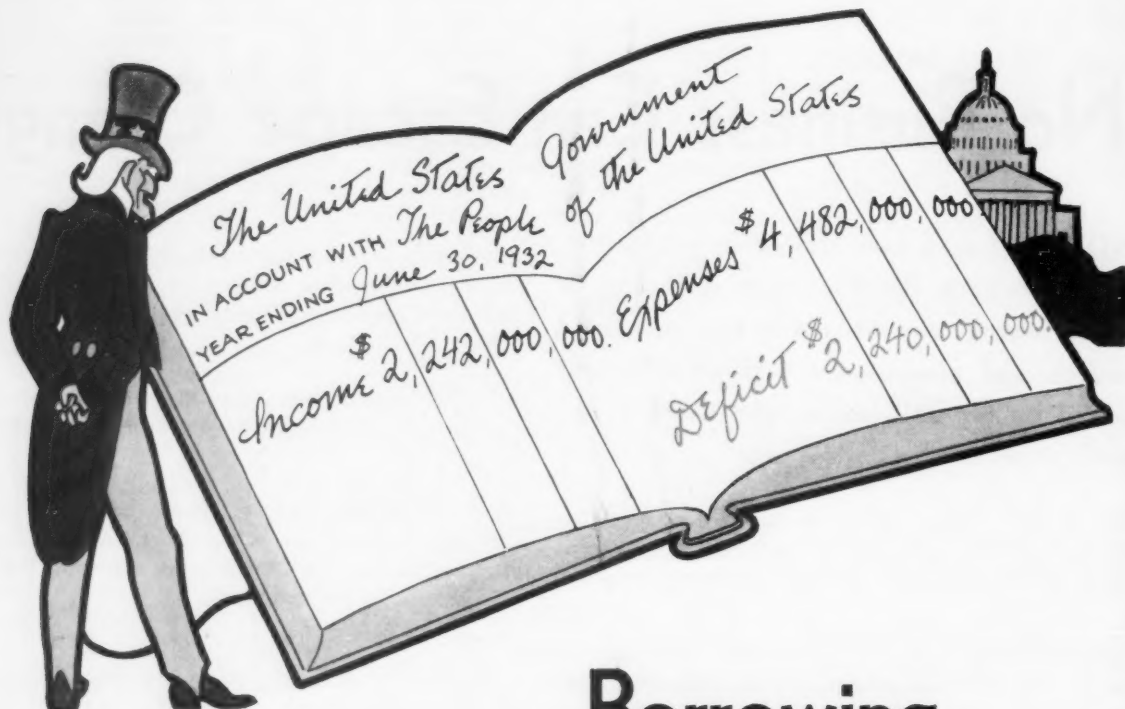 The United States Government
IN ACCOUNT WITH The People of the United States
YEAR ENDING June 30, 1932
Income $2,242,000,000. Expenses $4,482,000,000.
Deficit $2,240,000,000.
Borrowing